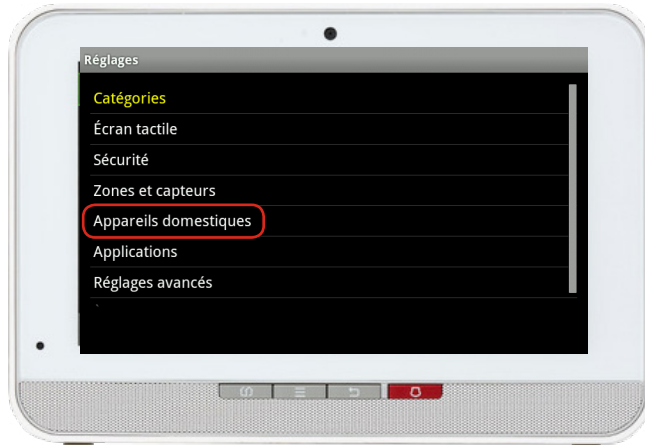 Réglages
Catégories
Écran tactile
Sécurité
Zones et capteurs
Appareils domestiques
Applications
Réglages avancés